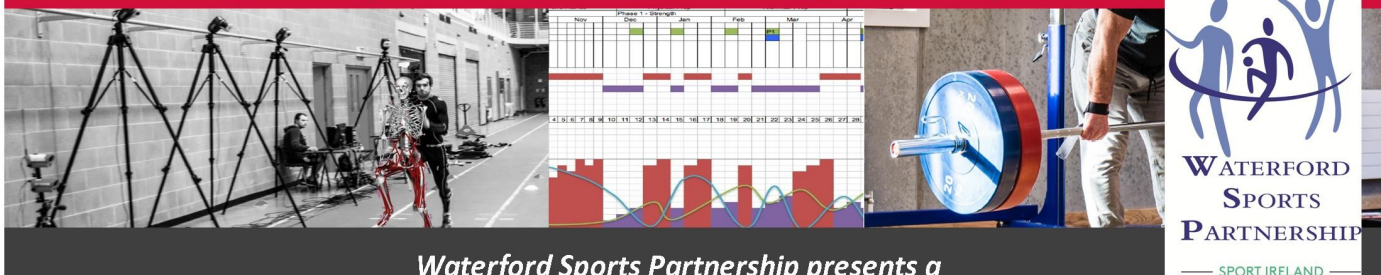 Phase 1 - Strength
Nov Dec Jan Feb Mar Apr
P1
4 5 6 7 8 9 10 11 12 13 14 15 16 17 18 19 20 21 22 23 24 25 26 27 28
20
WATERFORD
SPORTS
PARTNERSHIP
SPORT IRELAND
Waterford Sports Partnership presents a